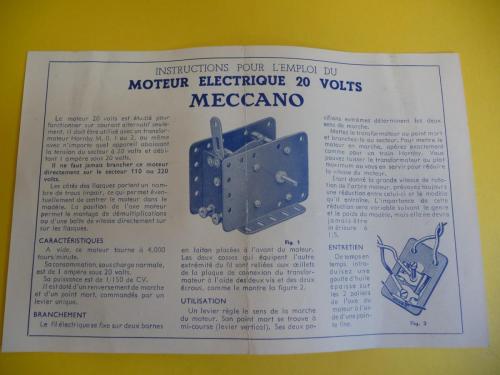 INSTRUCTIONS POUR L'EMPLOI DU
MOTEUR ELECTRIQUE 20 VOLTS
MECCANO
Le moteur 20 volts est étudié pour
fonctionner sur courant alternatif seule-
ment. Il doit être utilisé avec un transfor-
mateur Hornby M, 0, 1 ou 2, ou même
avec n'importe quel appareil abaissant
la tension du secteur à 20 volts et débi-
tant 1 ampère sous 20 volts.
Il ne faut jamais brancher ce moteur
directement sur le secteur 110 ou 220
volts.
Les côtés des flasques portent un nom-
bre de trous impair, ce qui permet éven-
tuellement de centrer le moteur dans le
modèle. La position de l'axe du moteur
permet le montage de démultiplications
ou d'une boîte de vitesse directement sur
sur les flasques.
CARACTÉRISTIQUES
A vide, ce moteur tourne à 4.000
tours/minute.
Sa consommation, sous charge normale,
est de 1 ampère sous 20 volts.
Sa puissance est de 1/150 de CV.
Il est doté d'un renversement de marche
et d'un point mort, commandés par un
levier unique.
BRANCHEMENT
Le fil électrique se fixe sur deux bornes
Fig. 1
en laiton placées à l'avant du moteur.
Les deux cosses qui équipent l'autre
extrémité du fil sont reliées aux œillets
de la plaque de connexion du transfor-
mateur à l'aide des deux vis et des deux
écrous, comme le montre la figure 2.
UTILISATION
Un levier règle le sens de la marche
du moteur. Son point mort se trouve à
mi-course (levier vertical). Ses deux po-
sitions extrêmes déterminent les deux
sens de marche.
Mettez le transformateur au point mort
et branchez-le au secteur. Pour mettre le
moteur en marche, opérez exactement
comme pour un train Hornby. Vous
pouvez laisser le transformateur au plot
maximum ou vous en servir pour réduire
la vitesse du moteur.
Étant donné la grande vitesse de rota-
tion de l'arbre moteur, prévoyez toujours
une réduction entre celui-ci et le modèle
qu'il entraîne. L'importance de cette
réduction sera variable suivant le genre
et le poids du modèle, mais elle ne devra
jamais être
inférieure à
1/5.
ENTRETIEN
De temps en
temps intro-
duisez une
goutte d'huile
épaisse sur
les 2 paliers
de l'axe du
moteur à l'ai-
de d'une poin-
te fine.
Fig. 2